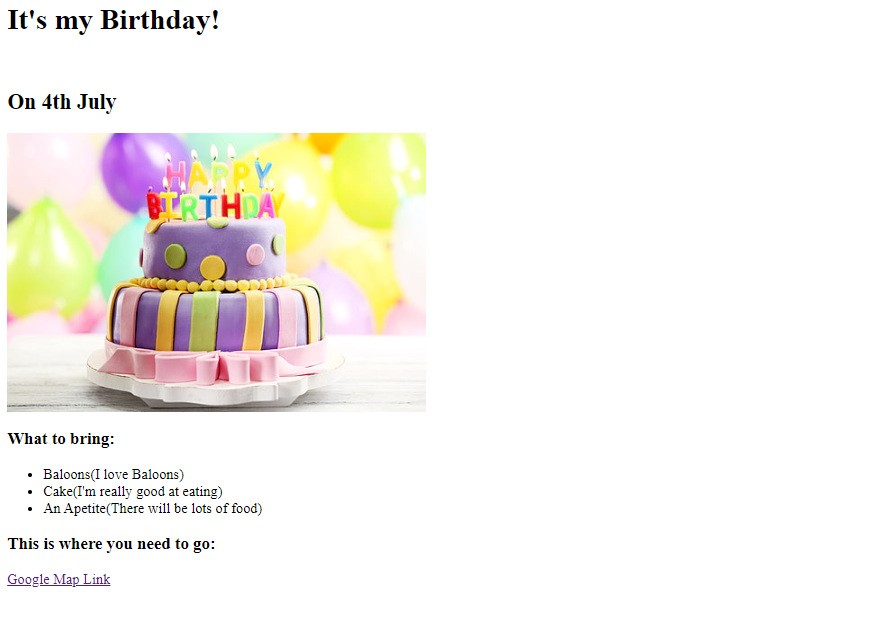 It's my Birthday!
On 4th July
HAPPY
BIRTHDAY
What to bring:
Baloons(I love Baloons)
Cake(I'm really good at eating)
An Apetite(There will be lots of food)
This is where you need to go:
Google Map Link